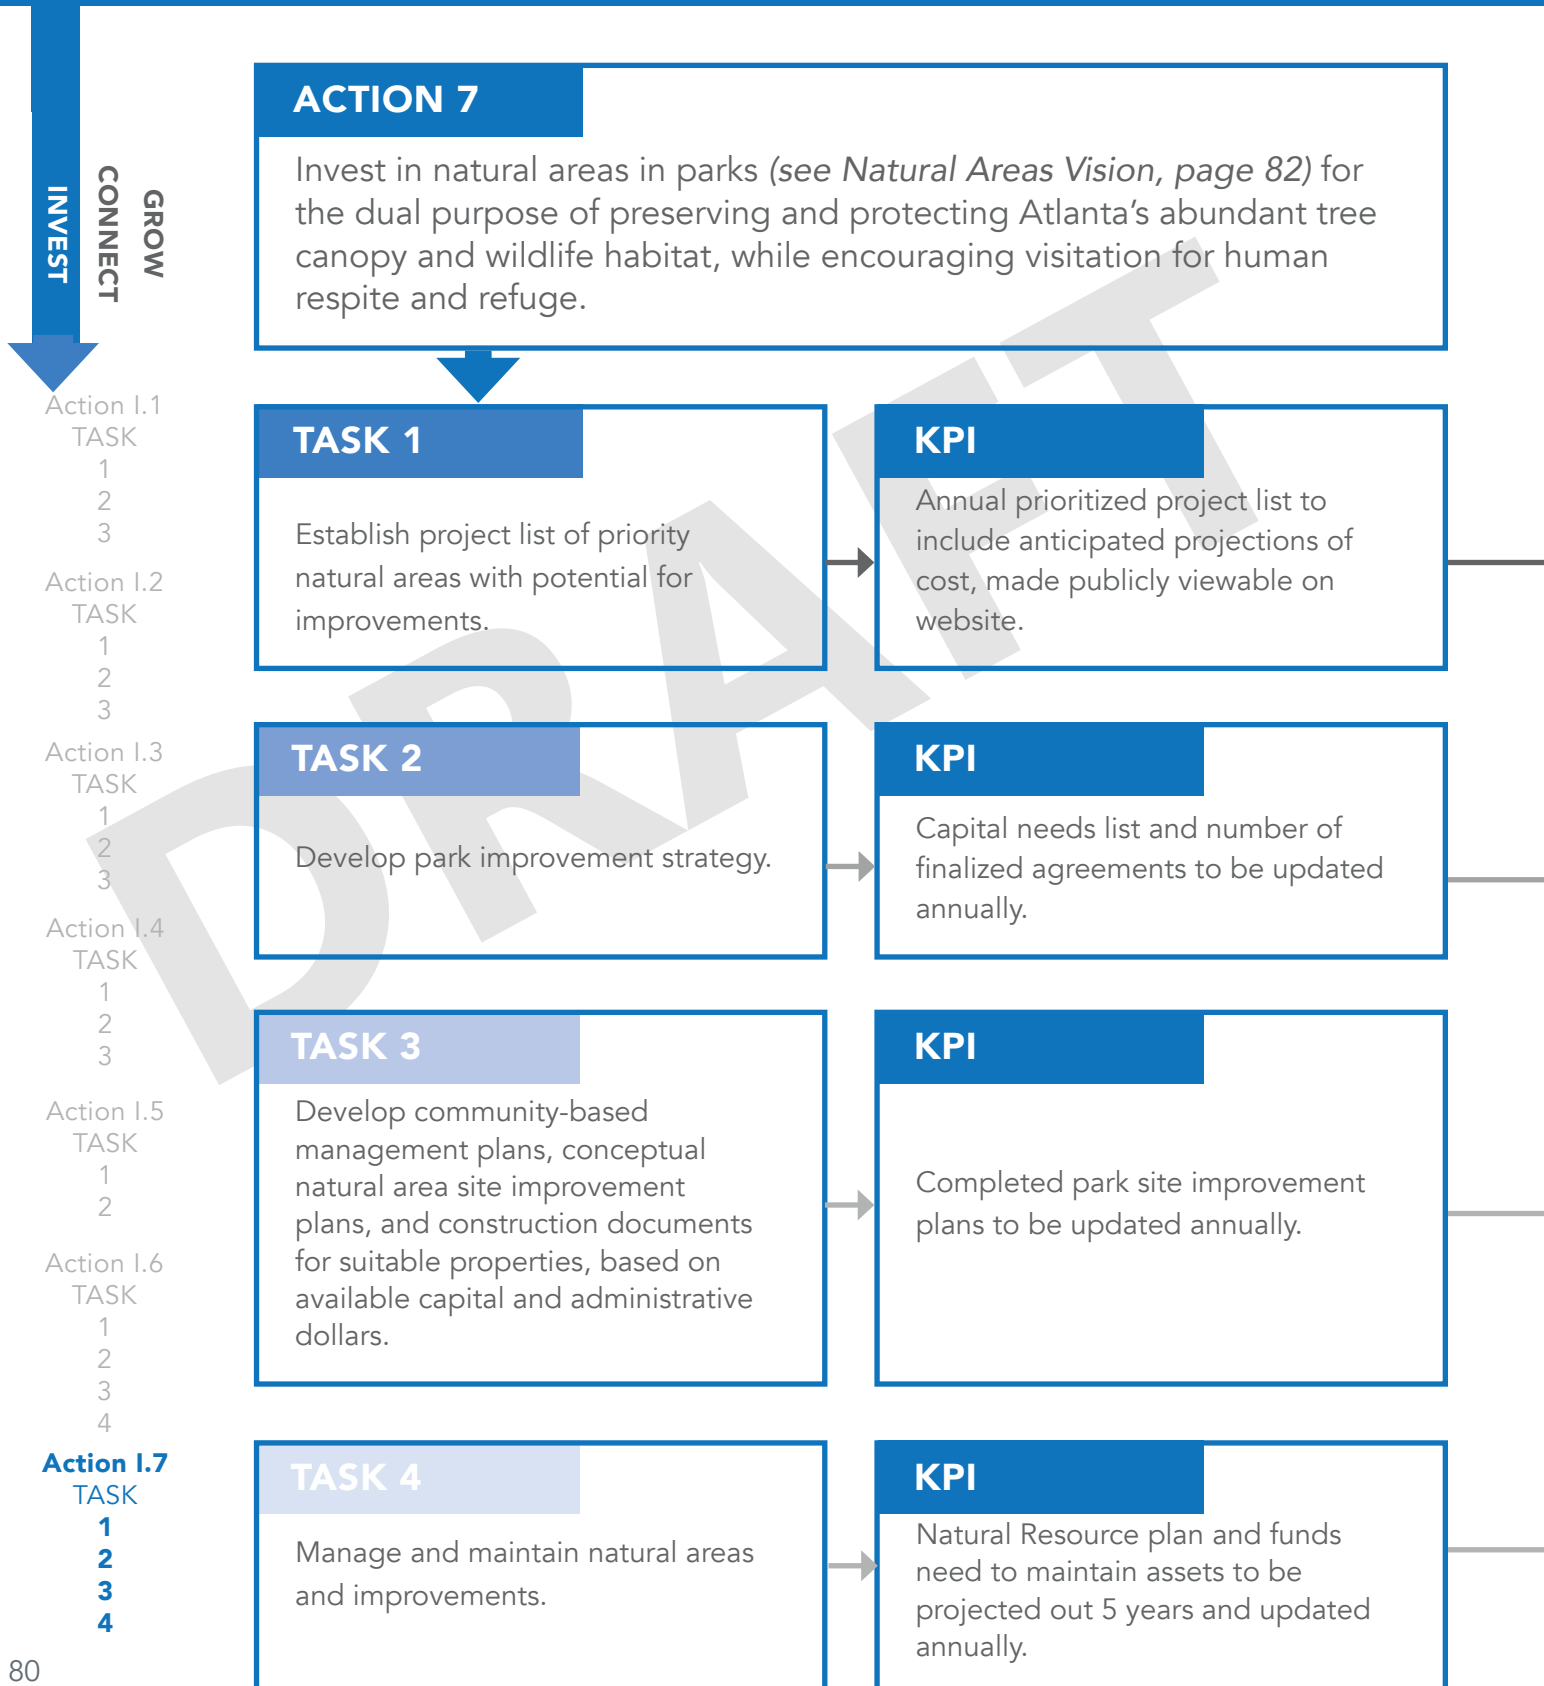 GROW
CONNECT
INVEST
Action I.1
TASK
1
2
3
Action I.2
TASK
1
2
3
Action I.3
TASK
1
2
3
Action I.4
TASK
1
2
3
Action I.5
TASK
1
2
Action I.6
TASK
1
2
3
4
Action I.7
TASK
1
2
3
4
80
ACTION 7
Invest in natural areas in parks (see Natural Areas Vision, page 82) for
the dual purpose of preserving and protecting Atlanta's abundant tree
canopy and wildlife habitat, while encouraging visitation for human
respite and refuge.
TASK 1
Establish project list of priority
natural areas with potential for
improvements.
KPI
Annual prioritized project list to
include anticipated projections of
cost, made publicly viewable on
website.
TASK 2
Develop park improvement strategy.
KPI
Capital needs list and number of
finalized agreements to be updated
annually.
TASK 3
Develop community-based
management plans, conceptual
natural area site improvement
plans, and construction documents
for suitable properties, based on
available capital and administrative
dollars.
KPI
Completed park site improvement
plans to be updated annually.
TASK 4
Manage and maintain natural areas
and improvements.
KPI
Natural Resource plan and funds
need to maintain assets to be
projected out 5 years and updated
annually.
DRAFT